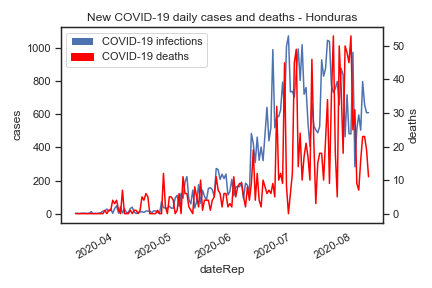 New COVID-19 daily cases and deaths - Honduras
COVID-19 infections
COVID-19 deaths
cases
1000
800
600
400
200
0
deaths
50
40
30
20
10
0
2020-04
2020-05
2020-06
2020-07
2020-08
dateRep